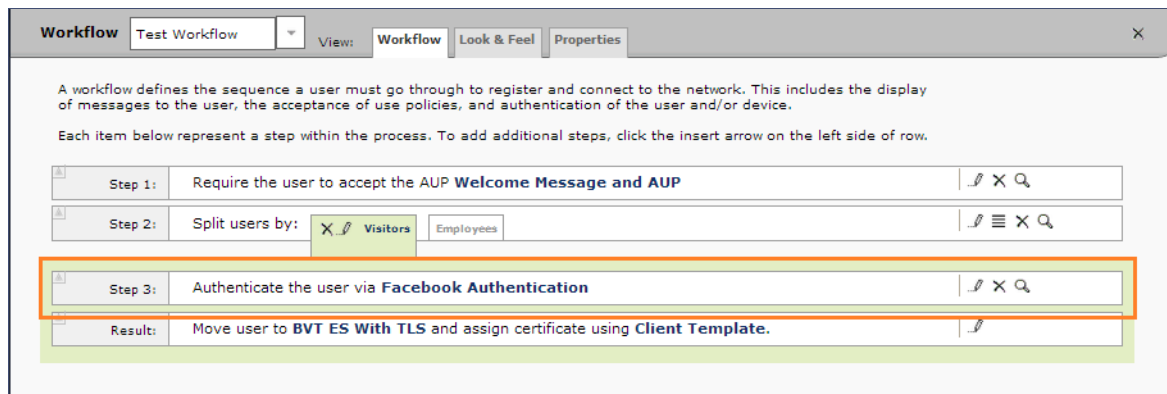 Workflow Test Workflow View: Workflow Look & Feel Properties
A workflow defines the sequence a user must go through to register and connect to the network. This includes the display
of messages to the user, the acceptance of use policies, and authentication of the user and/or device.
Each item below represent a step within the process. To add additional steps, click the insert arrow on the left side of row.
Step 1: Require the user to accept the AUP Welcome Message and AUP
Step 2: Split users by: Visitors Employees
Step 3: Authenticate the user via Facebook Authentication
Result: Move user to BVT ES With TLS and assign certificate using Client Template.